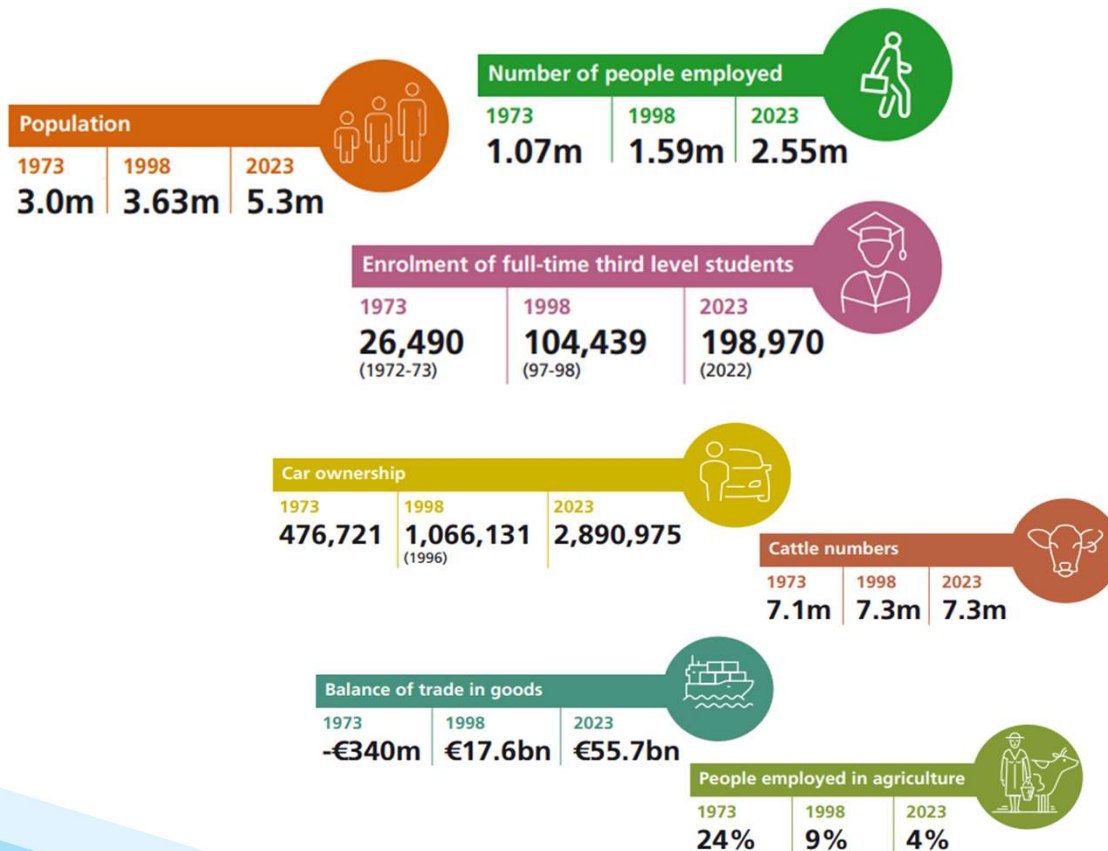 Population
1973 1998 2023
3.0m 3.63m 5.3m
Number of people employed
1973 1998 2023
1.07m 1.59m 2.55m
Enrolment of full-time third level students
1973 1998 2023
26,490 104,439 198,970
(1972-73) (97-98) (2022)
Car ownership
1973 1998 2023
476,721 1,066,131 2,890,975
(1996)
Cattle numbers
1973 1998 2023
7.1m 7.3m 7.3m
Balance of trade in goods
1973 1998 2023
-€340m €17.6bn €55.7bn
People employed in agriculture
1973 1998 2023
24% 9% 4%